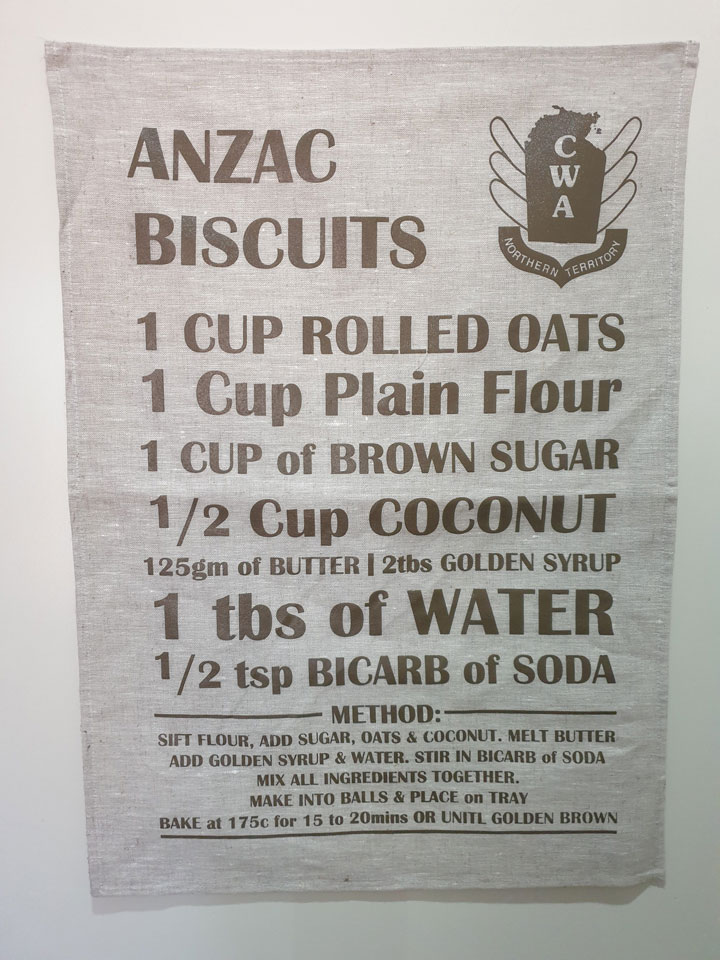 ANZAC
BISCUITS
C
W
A
NORTHERN TERRITORY
1 CUP ROLLED OATS
1 Cup Plain Flour
1 CUP of BROWN SUGAR
1/2 Cup COCONUT
125gm of BUTTER | 2tbs GOLDEN SYRUP
1 tbs of WATER
1/2 tsp BICARB of SODA
METHOD:
SIFT FLOUR, ADD SUGAR, OATS & COCONUT. MELT BUTTER
ADD GOLDEN SYRUP & WATER. STIR IN BICARB of SODA
MIX ALL INGREDIENTS TOGETHER.
MAKE INTO BALLS & PLACE on TRAY
BAKE at 175c for 15 to 20mins OR UNITL GOLDEN BROWN